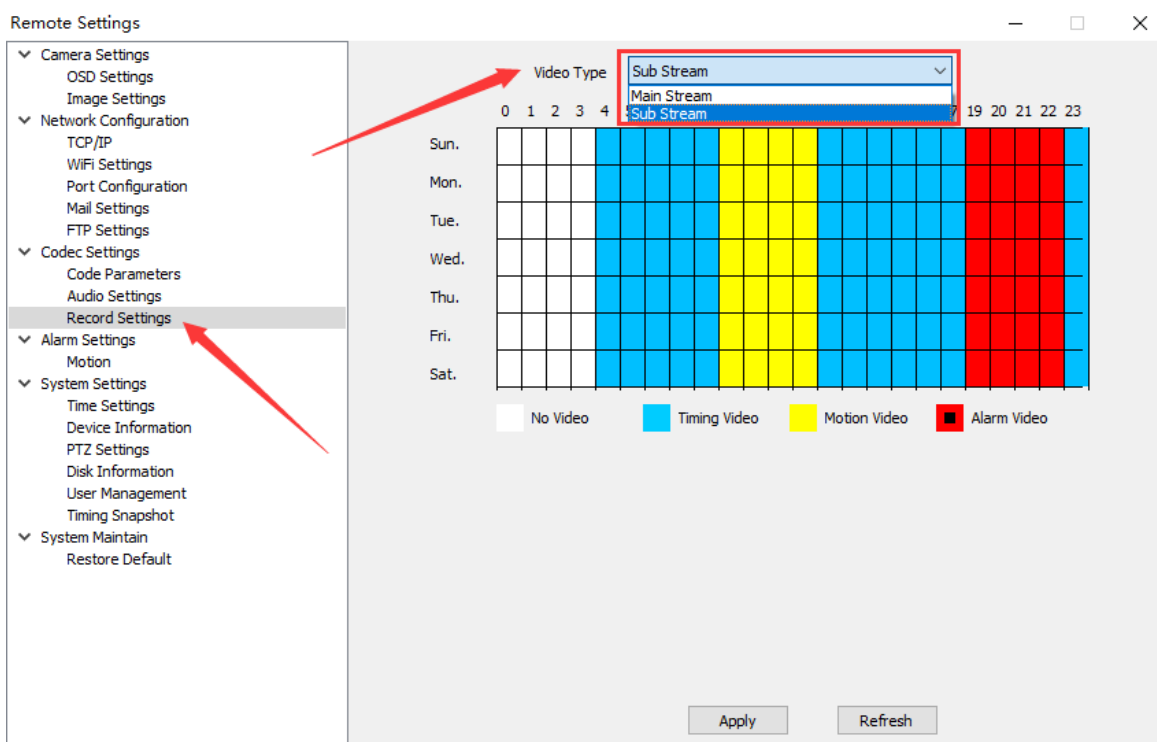 Remote Settings
Camera Settings
OSD Settings
Image Settings
Network Configuration
TCP/IP
WiFi Settings
Port Configuration
Mail Settings
FTP Settings
Codec Settings
Code Parameters
Audio Settings
Record Settings
Alarm Settings
Motion
System Settings
Time Settings
Device Information
PTZ Settings
Disk Information
User Management
Timing Snapshot
System Maintain
Restore Default
Video Type Sub Stream
Main Stream
Sub Stream
0 1 2 3 4 19 20 21 22 23
Sun.
Mon.
Tue.
Wed.
Thu.
Fri.
Sat.
No Video Timing Video Motion Video Alarm Video
Apply Refresh